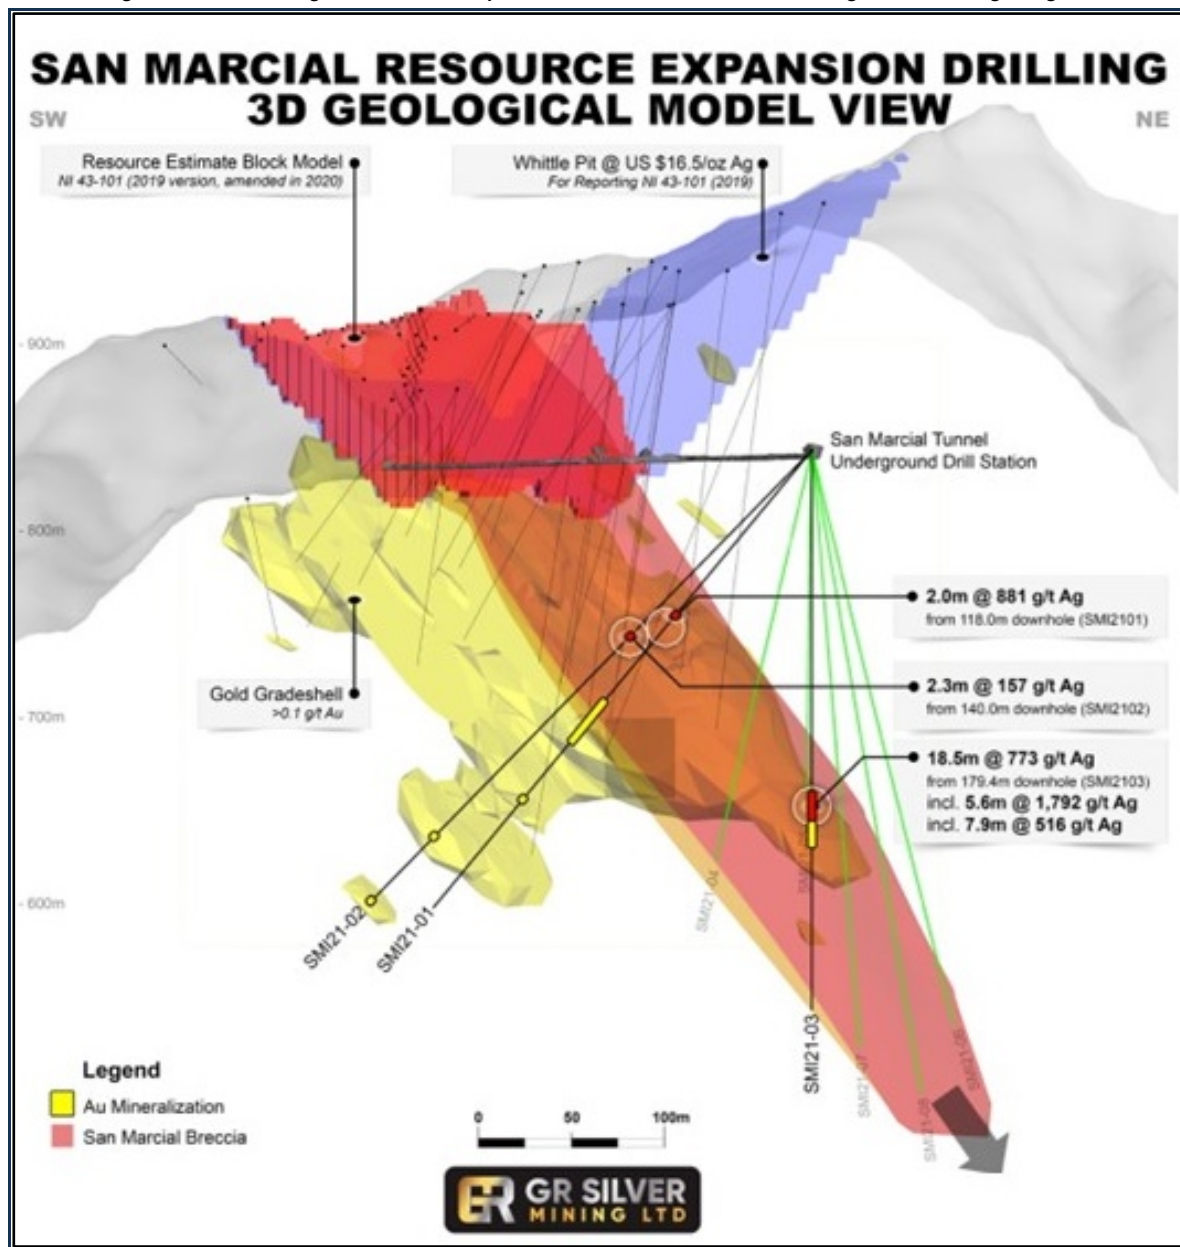 SAN MARCIAL RESOURCE EXPANSION DRILLING
3D GEOLOGICAL MODEL VIEW
SW
NE
Resource Estimate Block Model
NI 43-101 (2019 version, amended in 2020)
Whittle Pit @ US $16.5/oz Ag
For Reporting NI 43-101 (2019)
- 900m
San Marcial Tunnel
Underground Drill Station
- 800m
2.0m @ 881 g/t Ag
from 118.0m downhole (SMI2101)
2.3m @ 157 g/t Ag
from 140.0m downhole (SMI2102)
Gold Gradeshell
>0.1 g/t Au
- 700m
18.5m @ 773 g/t Ag
from 179.4m downhole (SMI2103)
incl. 5.6m @ 1,792 g/t Ag
incl. 7.9m @ 516 g/t Ag
- 600m
SMI21-02
SMI21-01
SMI21-04
SMI21-03
SMI21-07
SMI21-06
Legend
Au Mineralization
San Marcial Breccia
0 50 100m
GR SILVER
MINING LTD